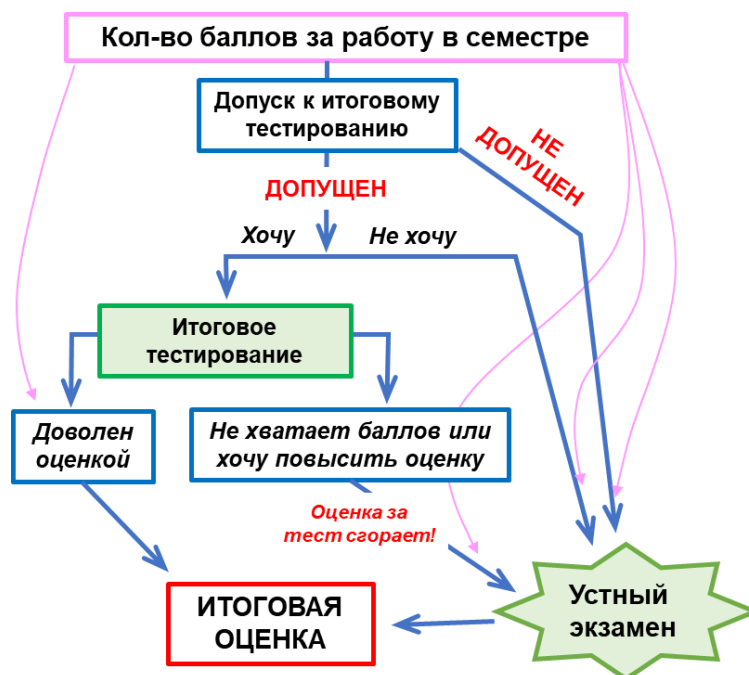 Кол-во баллов за работу в семестре
Допуск к итоговому
тестированию
НЕ
ДОПУЩЕН
ДОПУЩЕН
Хочу
Не хочу
Итоговое
тестирование
Доволен
оценкой
Не хватает баллов или
хочу повысить оценку
Оценка за
тест сгорает!
ИТОГОВАЯ
ОЦЕНКА
Устный
экзамен